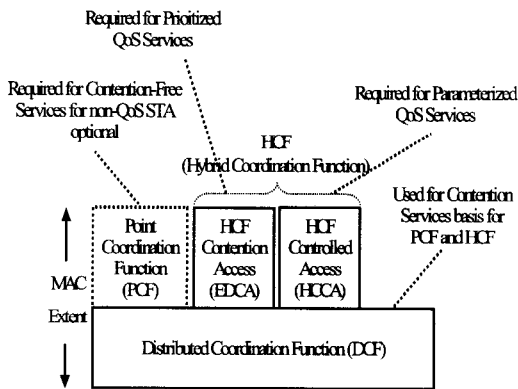 Required for Prioritized
QoS Services
Required for Contention-Free
Services for non-QoS STA
optional
Required for Parameterized
QoS Services
HCF
(Hybrid Coordination Function)
Used for Contention
Services basis for
PCF and HCF
Point
Coordination
Function
(PCF)
HCF
Contention
Access
(EDCA)
HCF
Controlled
Access
(HCCA)
MAC
Extent
Distributed Coordination Function (DCF)